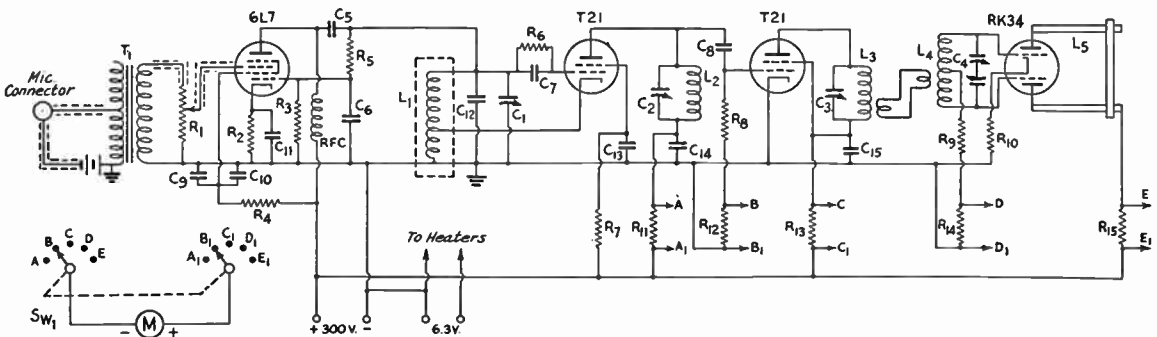 6L7
C5
T21
T21
RK34
T1
Mic
Connector
R5
R6
C8
L3
L4
L5
R3
C6
L1
C7
C2
L2
C3
C4
R1
R2
RFC
C12
C1
R8
C11
C13
C14
C15
R9
R10
C9
C10
R4
R7
R11
A
A1
R12
B
B1
R13
C
C1
R14
D
D1
R15
E
E1
To Heaters
A B C D E
A1 B1 C1 D1 E1
SW1
- M +
+ 300 V. -
6.3 V.